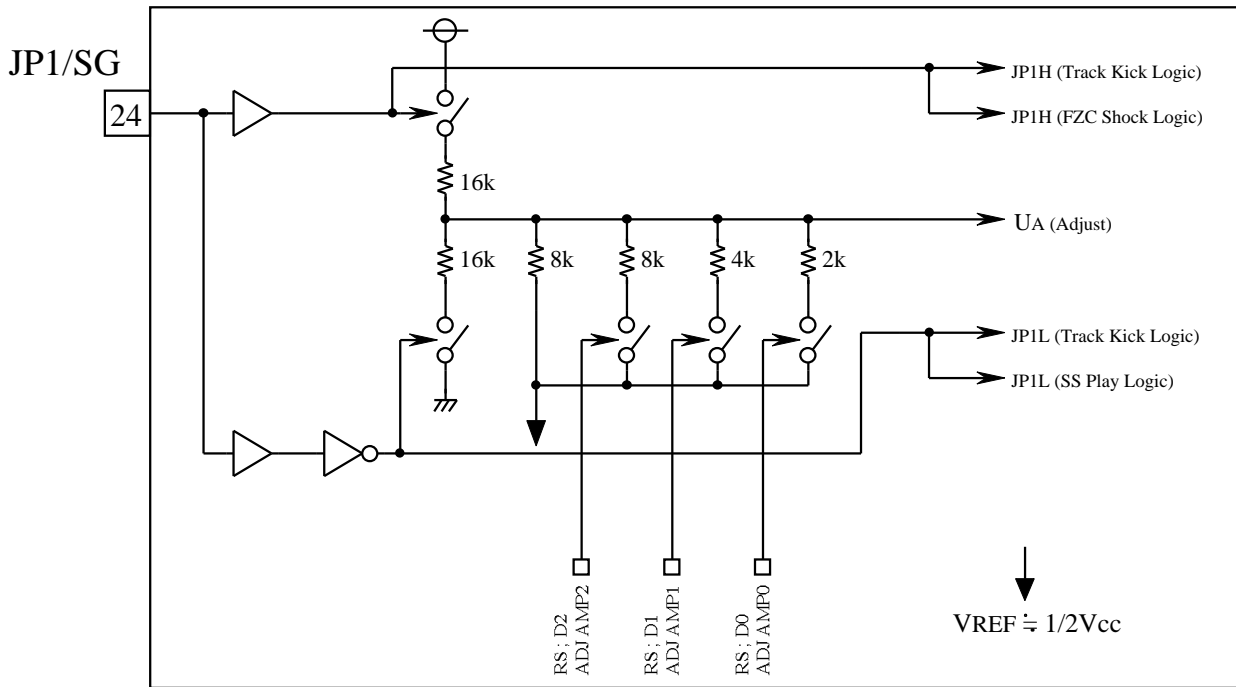 JP1/SG
24
JP1H (Track Kick Logic)
JP1H (FZC Shock Logic)
16k
UA (Adjust)
16k
8k
8k
4k
2k
JP1L (Track Kick Logic)
JP1L (SS Play Logic)
RS ; D2
ADJ AMP2
RS ; D1
ADJ AMP1
RS ; D0
ADJ AMP0
VREF ≒ 1/2Vcc